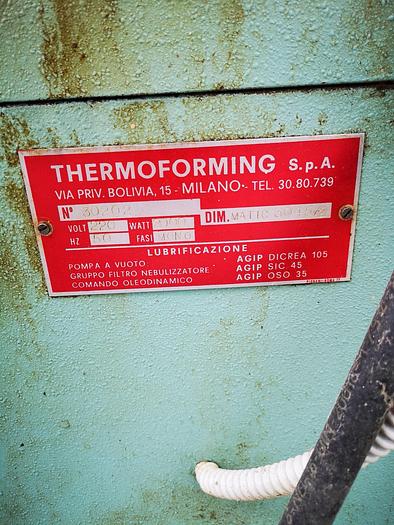 THERMOFORMING S.p.A.
VIA PRIV. BOLIVIA, 15 - MILANO - TEL. 30.80.739
N° 30202 DIM.
VOLT 220 WATT
HZ 50 FASI MONO
LUBRIFICAZIONE
POMPA A VUOTO: AGIP DICREA 105
GRUPPO FILTRO NEBULIZZATORE AGIP SIC 45
COMANDO OLEODINAMICO AGIP OSO 35